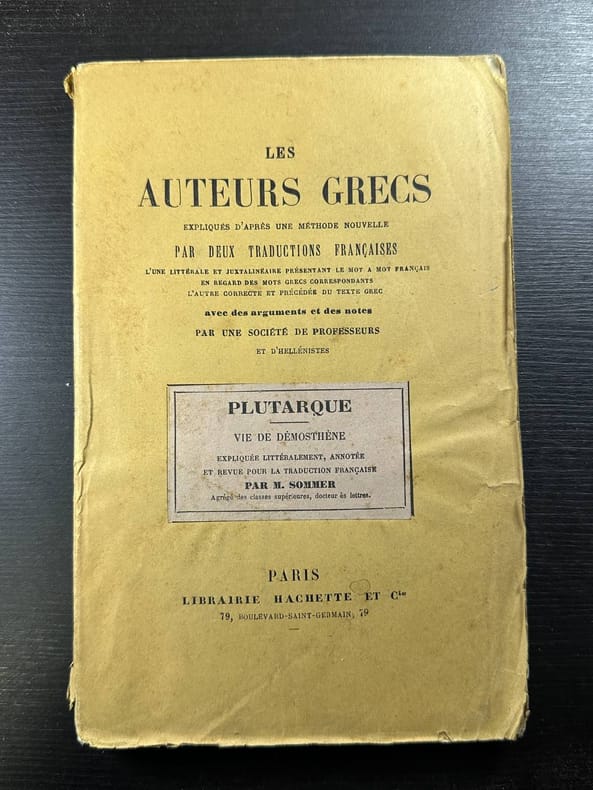 LES
AUTEURS GRECS
EXPLIQUÉS D'APRÈS UNE MÉTHODE NOUVELLE
PAR DEUX TRADUCTIONS FRANÇAISES
L'UNE LITTÉRALE ET JUXTALINÉAIRE PRÉSENTANT LE MOT A MOT FRANÇAIS
EN REGARD DES MOTS GRECS CORRESPONDANTS
L'AUTRE CORRECTE ET PRÉCÉDÉE DU TEXTE GREC
avec des arguments et des notes
PAR UNE SOCIÉTÉ DE PROFESSEURS
ET D'HELLÉNISTES
PLUTARQUE
VIE DE DÉMOSTHÈNE
EXPLIQUÉE LITTÉRALEMENT, ANNOTÉE
ET REVUE POUR LA TRADUCTION FRANÇAISE
PAR M. SOMMER
Agrégé des classes supérieures, docteur ès lettres.
PARIS
LIBRAIRIE HACHETTE ET Cie
79, BOULEVARD-SAINT-GERMAIN, 79